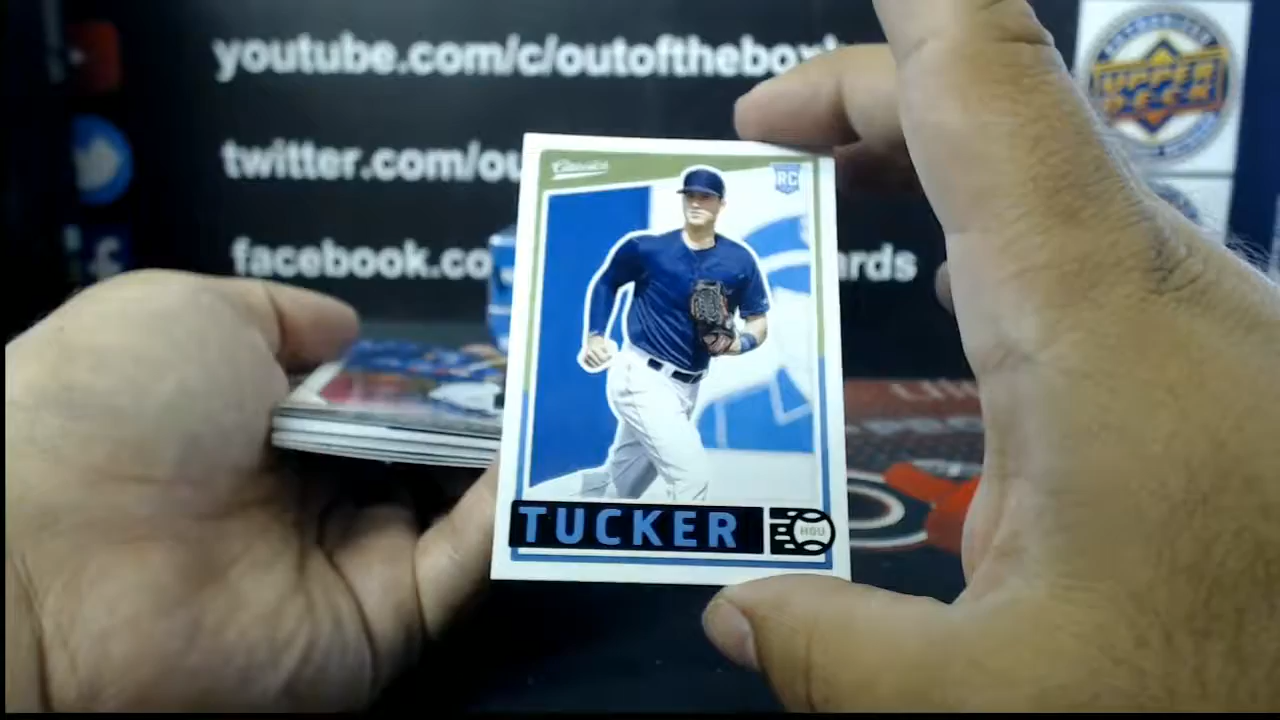 youtube.com/c/outofthebox
twitter.com/ou
facebook.co ards
UPPER DECK
Classics
RC
TUCKER
HOU